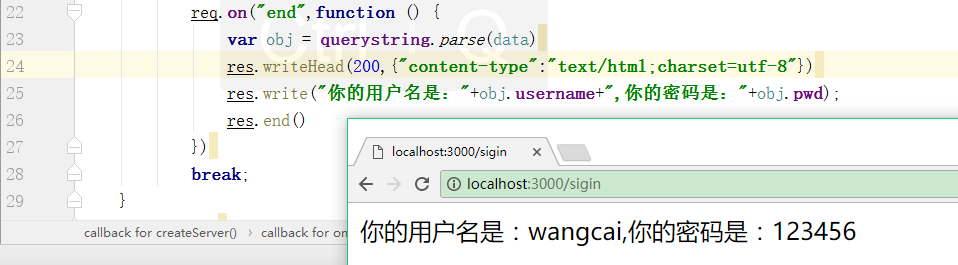 22 req.on("end",function () {
23 var obj = querystring.parse(data)
24 res.writeHead(200,{"content-type":"text/html;charset=utf-8"})
25 res.write("你的用户名是："+obj.username+",你的密码是："+obj.pwd);
26 res.end()
27 })
28 break;
29 }
callback for createServer() › callback for on
localhost:3000/sigin
localhost:3000/sigin
你的用户名是：wangcai,你的密码是：123456